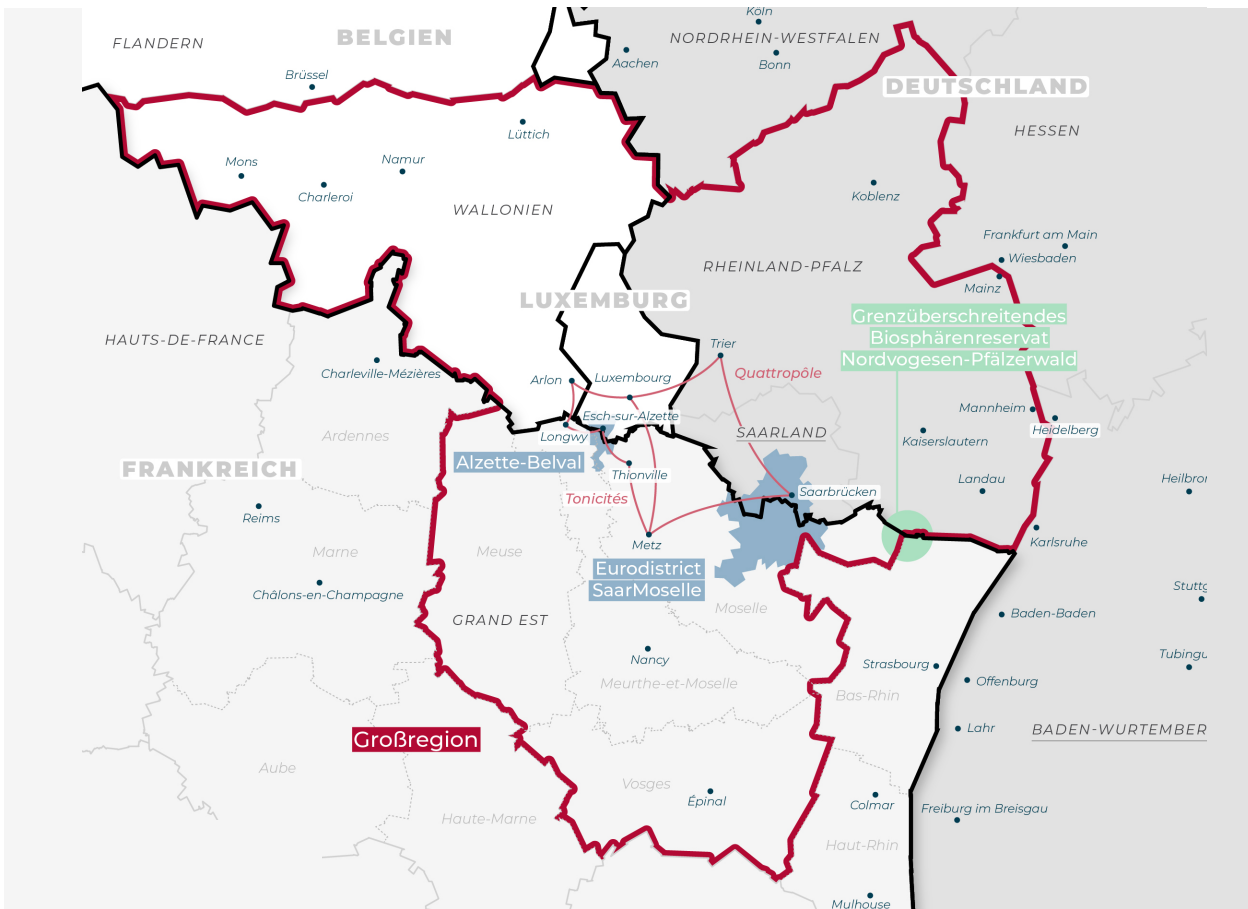 Köln
FLANDERN
BELGIEN
NORDRHEIN-WESTFALEN
Aachen
Bonn
Brüssel
DEUTSCHLAND
HESSEN
Lüttich
Mons
Namur
Charleroi
Koblenz
WALLONIEN
Frankfurt am Main
Wiesbaden
RHEINLAND-PFALZ
Mainz
LUXEMBURG
Grenzüberschreitendes
Biosphärenreservat
Nordvogesen-Pfälzerwald
HAUTS-DE-FRANCE
Trier
Charleville-Mézières
Quattropôle
Arlon
Luxembourg
Mannheim
Esch-sur-Alzette
Heidelberg
Ardennes
Longwy
SAARLAND
Kaiserslautern
Alzette-Belval
FRANKREICH
Thionville
Landau
Heilbron
Saarbrücken
Tonicités
Reims
Metz
Karlsruhe
Marne
Meuse
Eurodistrict
SaarMoselle
Stuttg
Châlons-en-Champagne
Moselle
Baden-Baden
GRAND EST
Nancy
Strasbourg
Tubingu
Meurthe-et-Moselle
Offenburg
Bas-Rhin
Lahr
BADEN-WURTEMBER
Großregion
Aube
Vosges
Épinal
Colmar
Freiburg im Breisgau
Haute-Marne
Haut-Rhin
Mulhouse